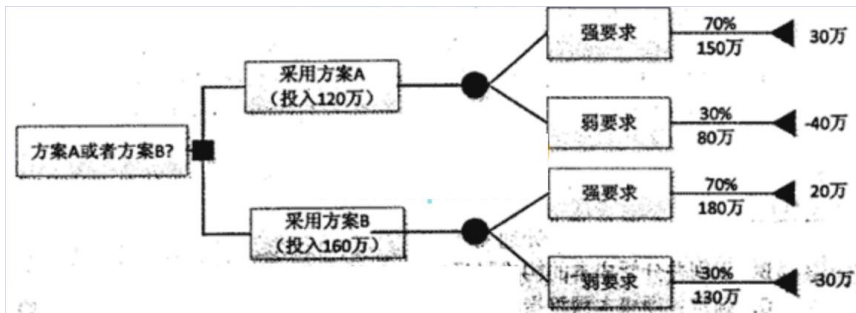 方案A或者方案B?
采用方案A
（投入120万）
强要求
70%
150万
30万
弱要求
30%
80万
-40万
采用方案B
（投入160万）
强要求
70%
180万
20万
弱要求
30%
130万
-30万